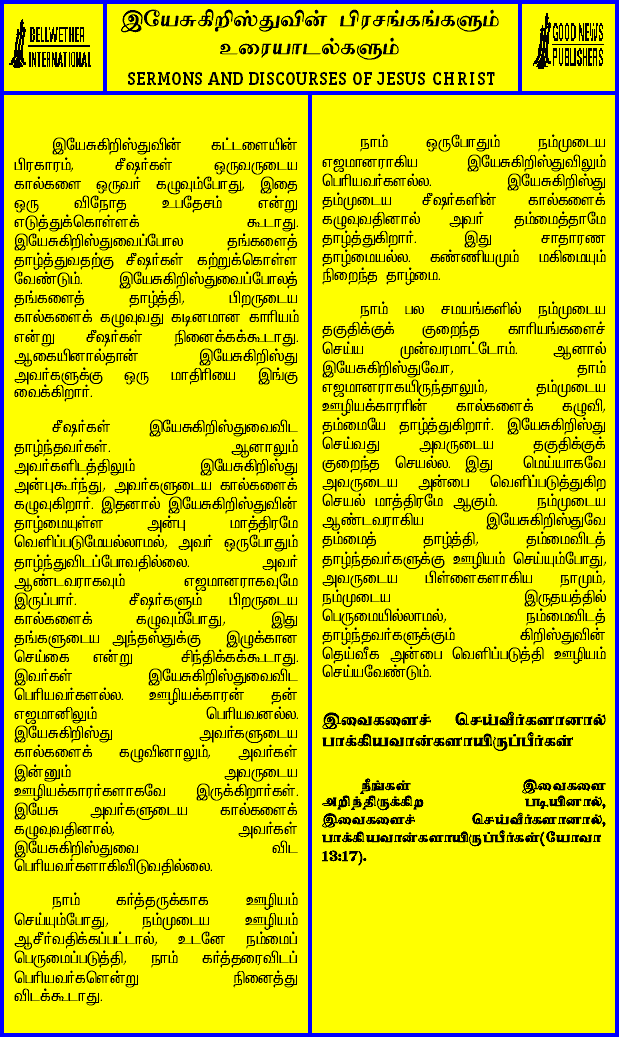 BELLWETHER
INTERNATIONAL
இயேசுகிறிஸ்துவின் பிரசங்கங்களும்
உரையாடல்களும்
SERMONS AND DISCOURSES OF JESUS CHRIST
GOOD NEWS
PUBLISHERS
இயேசுகிறிஸ்துவின் கட்டளையின்
பிரகாரம், சீஷர்கள் ஒருவருடைய
கால்களை ஒருவர் கழுவும்போது, இதை
ஒரு விநோத உபதேசம் என்று
எடுத்துக்கொள்ளக் கூடாது.
இயேசுகிறிஸ்துவைப்போல தங்களைத்
தாழ்த்துவதற்கு சீஷர்கள் கற்றுக்கொள்ள
வேண்டும். இயேசுகிறிஸ்துவைப்போலத்
தங்களைத் தாழ்த்தி, பிறருடைய
கால்களைக் கழுவுவது கடினமான காரியம்
என்று சீஷர்கள் நினைக்கக்கூடாது.
ஆகையினால்தான் இயேசுகிறிஸ்து
அவர்களுக்கு ஒரு மாதிரியை இங்கு
வைக்கிறார்.
சீஷர்கள் இயேசுகிறிஸ்துவைவிட
தாழ்ந்தவர்கள். ஆனாலும்
அவர்களிடத்திலும் இயேசுகிறிஸ்து
அன்புகூர்ந்து, அவர்களுடைய கால்களைக்
கழுவுகிறார். இதனால் இயேசுகிறிஸ்துவின்
தாழ்மையுள்ள அன்பு மாத்திரமே
வெளிப்படுமேயல்லாமல், அவர் ஒருபோதும்
தாழ்ந்துவிடப்போவதில்லை. அவர்
ஆண்டவராகவும் எஜமானராகவுமே
இருப்பார். சீஷர்களும் பிறருடைய
கால்களைக் கழுவும்போது, இது
தங்களுடைய அந்தஸ்துக்கு இழுக்கான
செய்கை என்று சிந்திக்கக்கூடாது.
இவர்கள் இயேசுகிறிஸ்துவைவிட
பெரியவர்களல்ல. ஊழியக்காரன் தன்
எஜமானிலும் பெரியவனல்ல.
இயேசுகிறிஸ்து அவர்களுடைய
கால்களைக் கழுவினாலும், அவர்கள்
இன்னும் அவருடைய
ஊழியக்காரர்களாகவே இருக்கிறார்கள்.
இயேசு அவர்களுடைய கால்களைக்
கழுவுவதினால், அவர்கள்
இயேசுகிறிஸ்துவை விட
பெரியவர்களாகிவிடுவதில்லை.
நாம் கர்த்தருக்காக ஊழியம்
செய்யும்போது, நம்முடைய ஊழியம்
ஆசீர்வதிக்கப்பட்டால், உடனே நம்மைப்
பெருமைப்படுத்தி, நாம் கர்த்தரைவிடப்
பெரியவர்களென்று நினைத்து
விடக்கூடாது.
நாம் ஒருபோதும் நம்முடைய
எஜமானராகிய இயேசுகிறிஸ்துவிலும்
பெரியவர்களல்ல. இயேசுகிறிஸ்து
தம்முடைய சீஷர்களின் கால்களைக்
கழுவுவதினால் அவர் தம்மைத்தாமே
தாழ்த்துகிறார். இது சாதாரண
தாழ்மையல்ல. கண்ணியமும் மகிமையும்
நிறைந்த தாழ்மை.
நாம் பல சமயங்களில் நம்முடைய
தகுதிக்குக் குறைந்த காரியங்களைச்
செய்ய முன்வரமாட்டோம். ஆனால்
இயேசுகிறிஸ்துவோ, தாம்
எஜமானராகயிருந்தாலும், தம்முடைய
ஊழியக்காரரின் கால்களைக் கழுவி,
தம்மையே தாழ்த்துகிறார். இயேசுகிறிஸ்து
செய்வது அவருடைய தகுதிக்குக்
குறைந்த செயல்ல. இது மெய்யாகவே
அவருடைய அன்பை வெளிப்படுத்துகிற
செயல் மாத்திரமே ஆகும். நம்முடைய
ஆண்டவராகிய இயேசுகிறிஸ்துவே
தம்மைத் தாழ்த்தி, தம்மைவிடத்
தாழ்ந்தவர்களுக்கு ஊழியம் செய்யும்போது,
அவருடைய பிள்ளைகளாகிய நாமும்,
நம்முடைய இருதயத்தில்
பெருமையில்லாமல், நம்மைவிடத்
தாழ்ந்தவர்களுக்கும் கிறிஸ்துவின்
தெய்வீக அன்பை வெளிப்படுத்தி ஊழியம்
செய்யவேண்டும்.
இவைகளைச் செய்வீர்களானால்
பாக்கியவான்களாயிருப்பீர்கள்
நீங்கள் இவைகளை
அறிந்திருக்கிற படியினால்,
இவைகளைச் செய்வீர்களானால்,
பாக்கியவான்களாயிருப்பீர்கள்(யோவா
13:17).